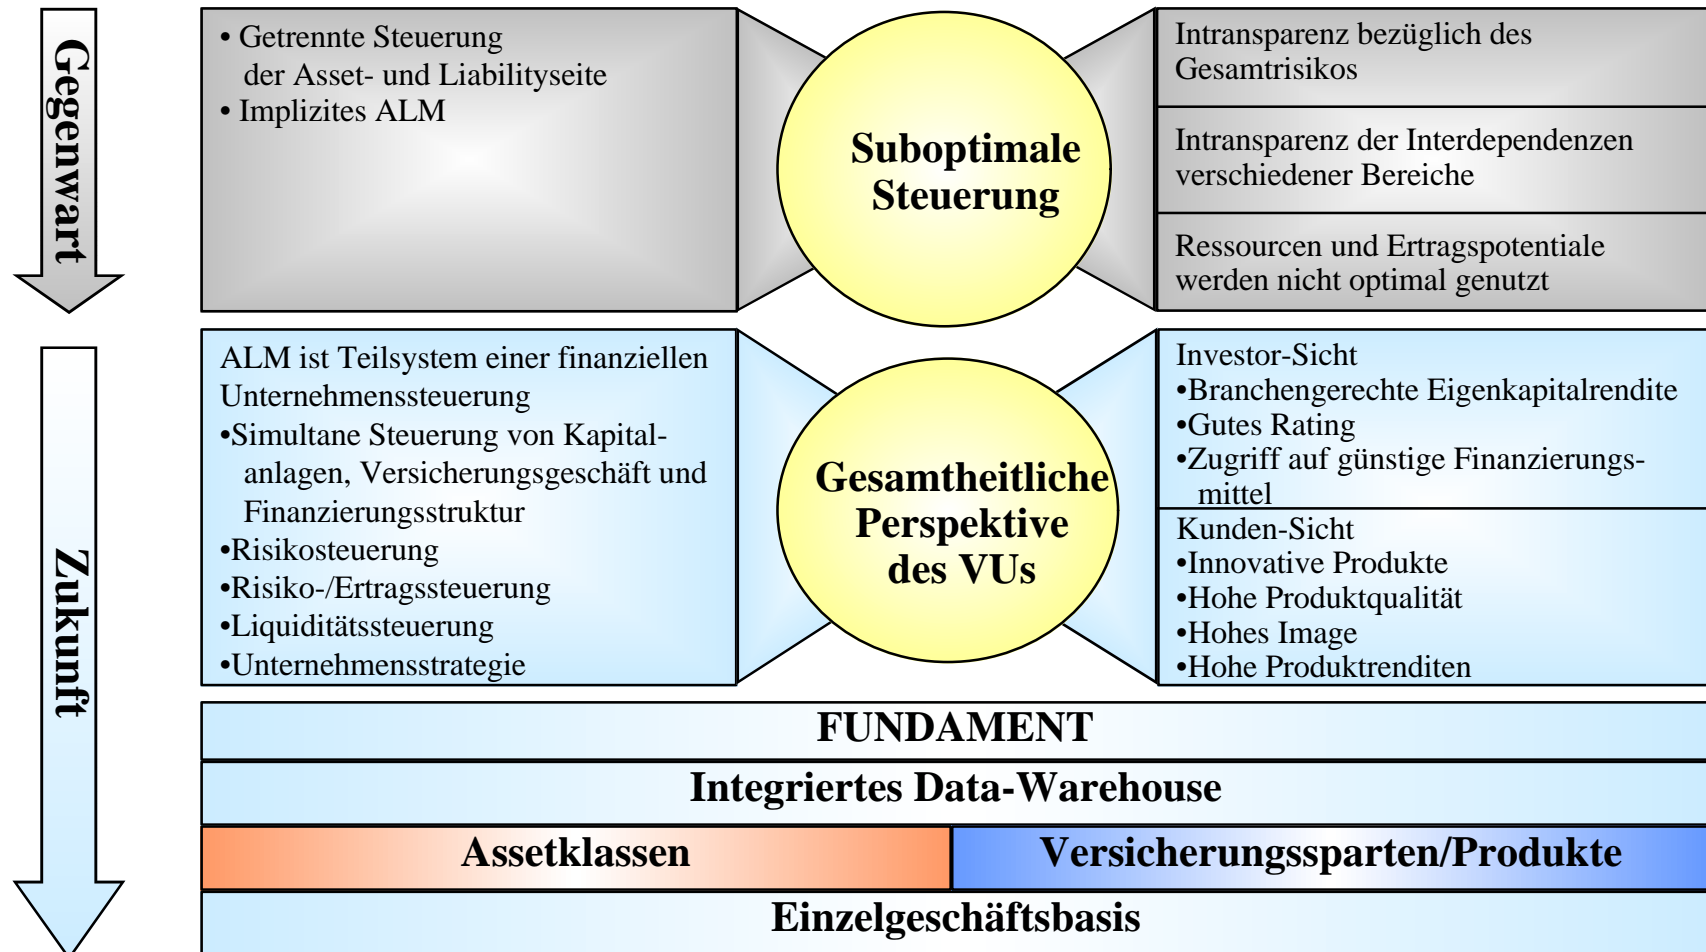 Gegenwart
• Getrennte Steuerung
der Asset- und Liabilityseite
• Implizites ALM
Suboptimale
Steuerung
Intransparenz bezüglich des
Gesamtrisikos
Intransparenz der Interdependenzen
verschiedener Bereiche
Ressourcen und Ertragspotentiale
werden nicht optimal genutzt
Zukunft
ALM ist Teilsystem einer finanziellen
Unternehmenssteuerung
•Simultane Steuerung von Kapital-
anlagen, Versicherungsgeschäft und
Finanzierungsstruktur
•Risikosteuerung
•Risiko-/Ertragssteuerung
•Liquiditätssteuerung
•Unternehmensstrategie
Gesamtheitliche
Perspektive
des VUs
Investor-Sicht
•Branchengerechte Eigenkapitalrendite
•Gutes Rating
•Zugriff auf günstige Finanzierungs-
mittel
Kunden-Sicht
•Innovative Produkte
•Hohe Produktqualität
•Hohes Image
•Hohe Produktrenditen
FUNDAMENT
Integriertes Data-Warehouse
Assetklassen
Versicherungssparten/Produkte
Einzelgeschäftsbasis